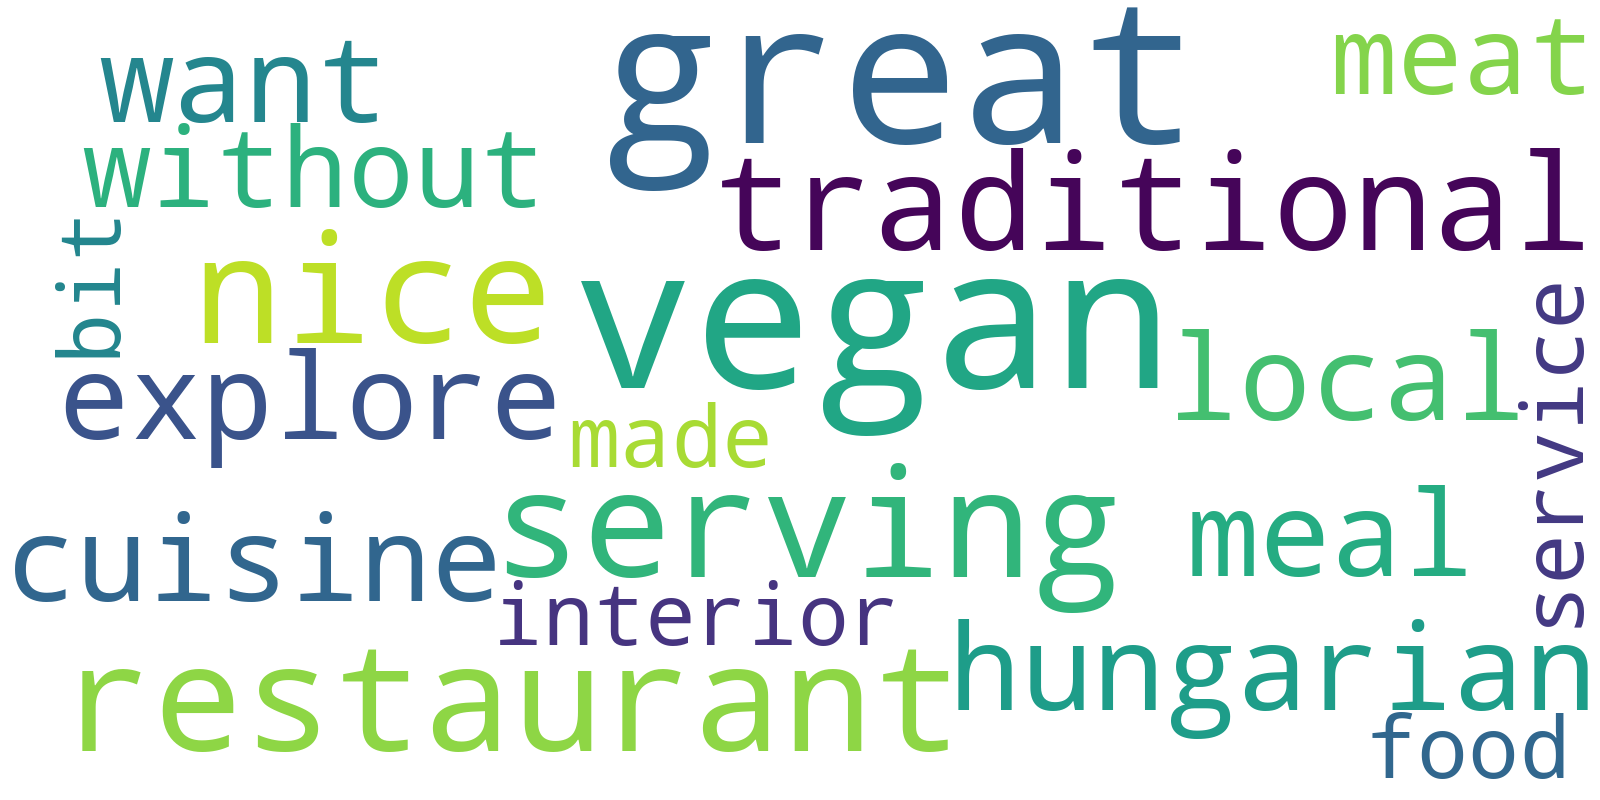 great
meat
want
without
traditional
bit
nice
vegan
service
explore
local
made
cuisine
serving
meal
interior
hungarian
restaurant
food